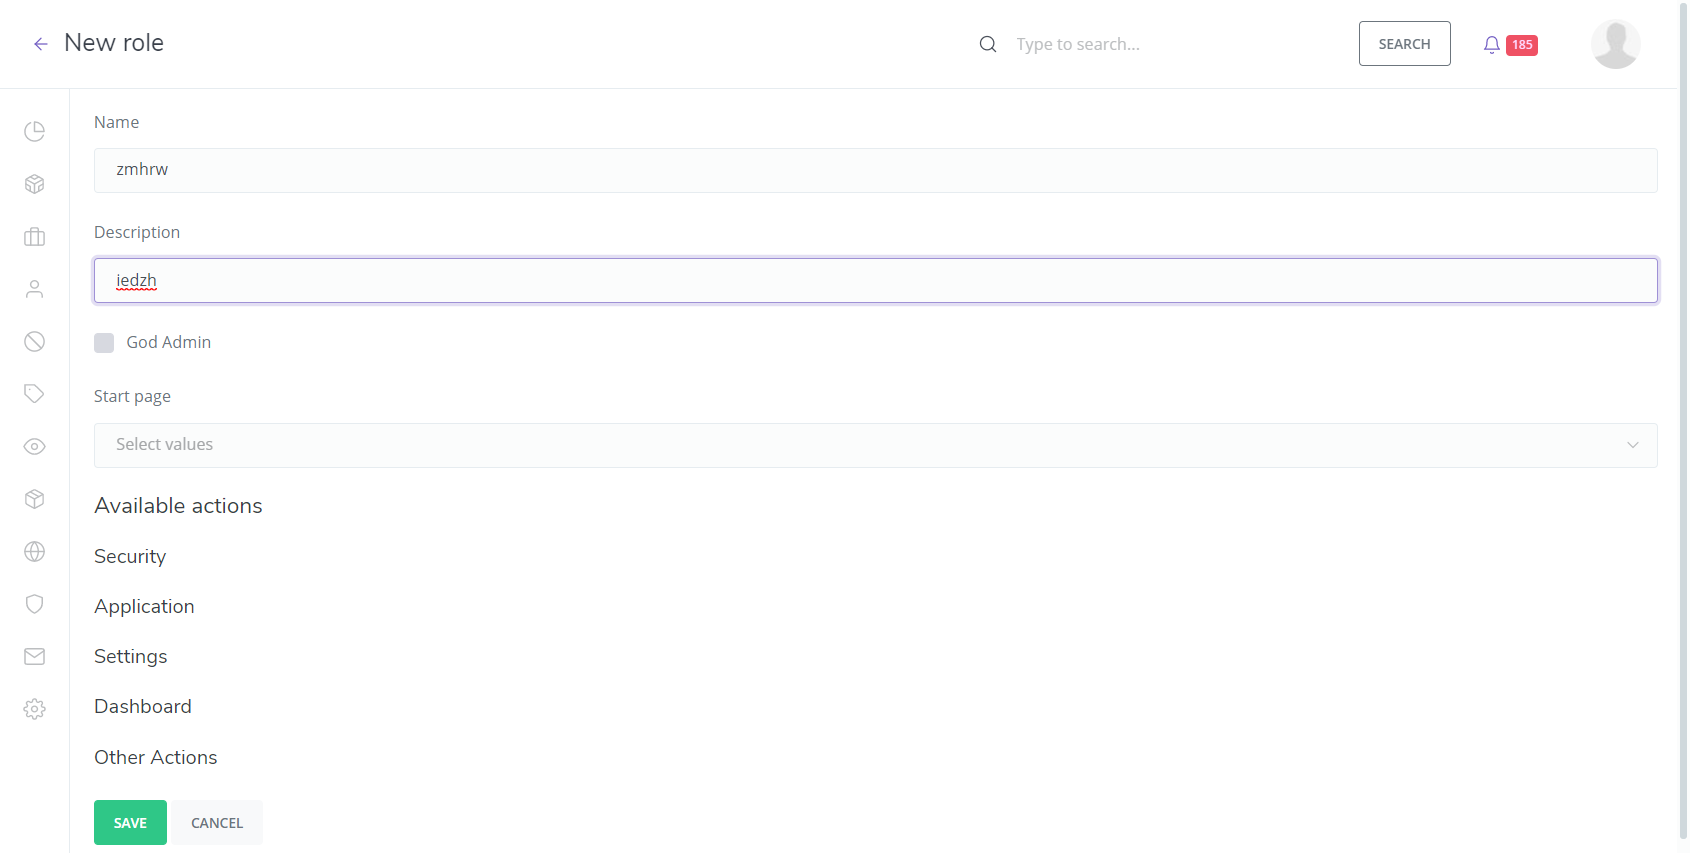 New role
Type to search...
SEARCH
185
Name
zmhrw
Description
iedzh
God Admin
Start page
Select values
Available actions
Security
Application
Settings
Dashboard
Other Actions
SAVE
CANCEL